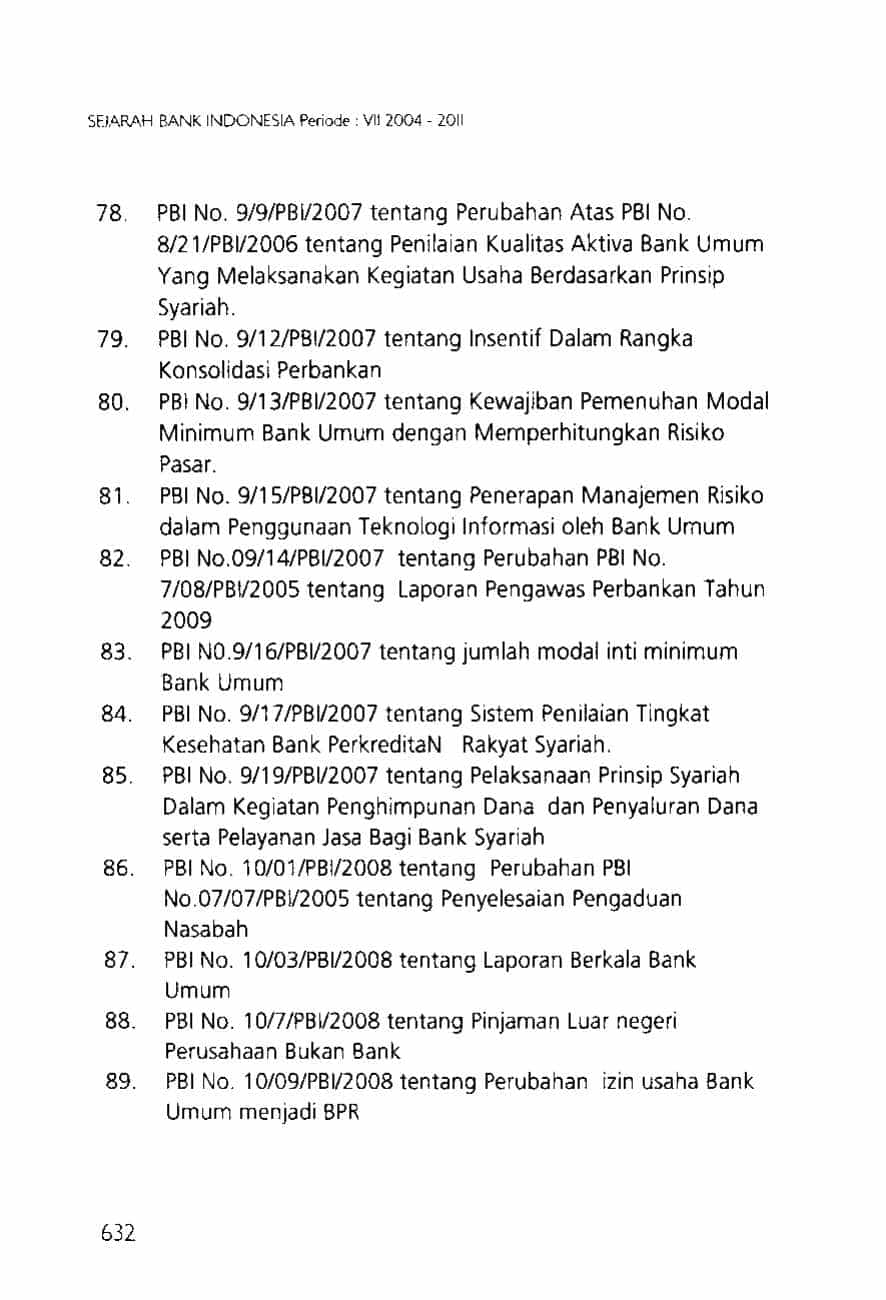 SEJARAH BANK INDONESIA Periode : VII 2004 - 2011
78. PBI No. 9/9/PBI/2007 tentang Perubahan Atas PBI No.
8/21/PBI/2006 tentang Penilaian Kualitas Aktiva Bank Umum
Yang Melaksanakan Kegiatan Usaha Berdasarkan Prinsip
Syariah.
79. PBI No. 9/12/PBI/2007 tentang Insentif Dalam Rangka
Konsolidasi Perbankan
80. PBI No. 9/13/PBI/2007 tentang Kewajiban Pemenuhan Modal
Minimum Bank Umum dengan Memperhitungkan Risiko
Pasar.
81. PBI No. 9/15/PBI/2007 tentang Penerapan Manajemen Risiko
dalam Penggunaan Teknologi Informasi oleh Bank Umum
82. PBI No.09/14/PBI/2007 tentang Perubahan PBI No.
7/08/PBI/2005 tentang Laporan Pengawas Perbankan Tahun
2009
83. PBI NO.9/16/PBI/2007 tentang jumlah modal inti minimum
Bank Umum
84. PBI No. 9/17/PBI/2007 tentang Sistem Penilaian Tingkat
Kesehatan Bank PerkreditaN Rakyat Syariah.
85. PBI No. 9/19/PBI/2007 tentang Pelaksanaan Prinsip Syariah
Dalam Kegiatan Penghimpunan Dana dan Penyaluran Dana
serta Pelayanan Jasa Bagi Bank Syariah
86. PBI No. 10/01/PBI/2008 tentang Perubahan PBI
No.07/07/PBI/2005 tentang Penyelesaian Pengaduan
Nasabah
87. PBI No. 10/03/PBI/2008 tentang Laporan Berkala Bank
Umum
88. PBI No. 10/7/PBI/2008 tentang Pinjaman Luar negeri
Perusahaan Bukan Bank
89. PBI No. 10/09/PBI/2008 tentang Perubahan izin usaha Bank
Umum menjadi BPR
632